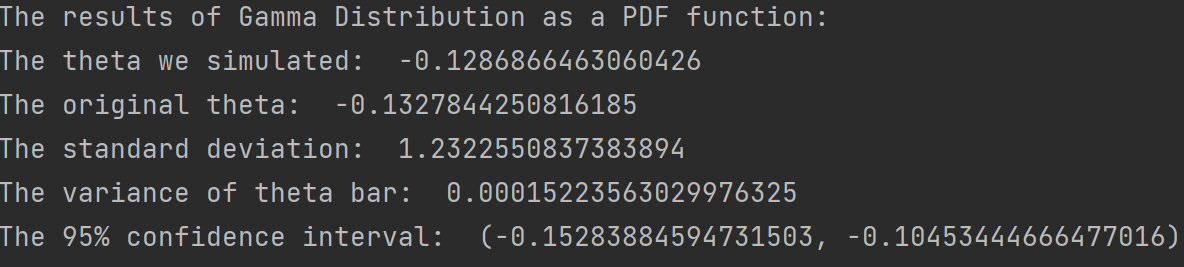 The results of Gamma Distribution as a PDF function:
The theta we simulated:  -0.1286866463060426
The original theta:  -0.1327844250816185
The standard deviation:  1.2322550837383894
The variance of theta bar:  0.00015223563029976325
The 95% confidence interval:  (-0.15283884594731503, -0.10453444666477016)